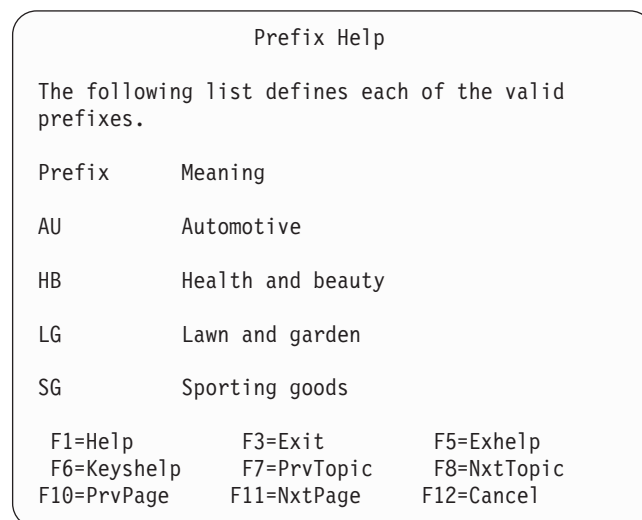 Prefix Help
The following list defines each of the valid
prefixes.
Prefix Meaning
AU Automotive
HB Health and beauty
LG Lawn and garden
SG Sporting goods
F1=Help F3=Exit F5=Exhelp
F6=Keyshelp F7=PrvTopic F8=NxtTopic
F10=PrvPage F11=NxtPage F12=Cancel